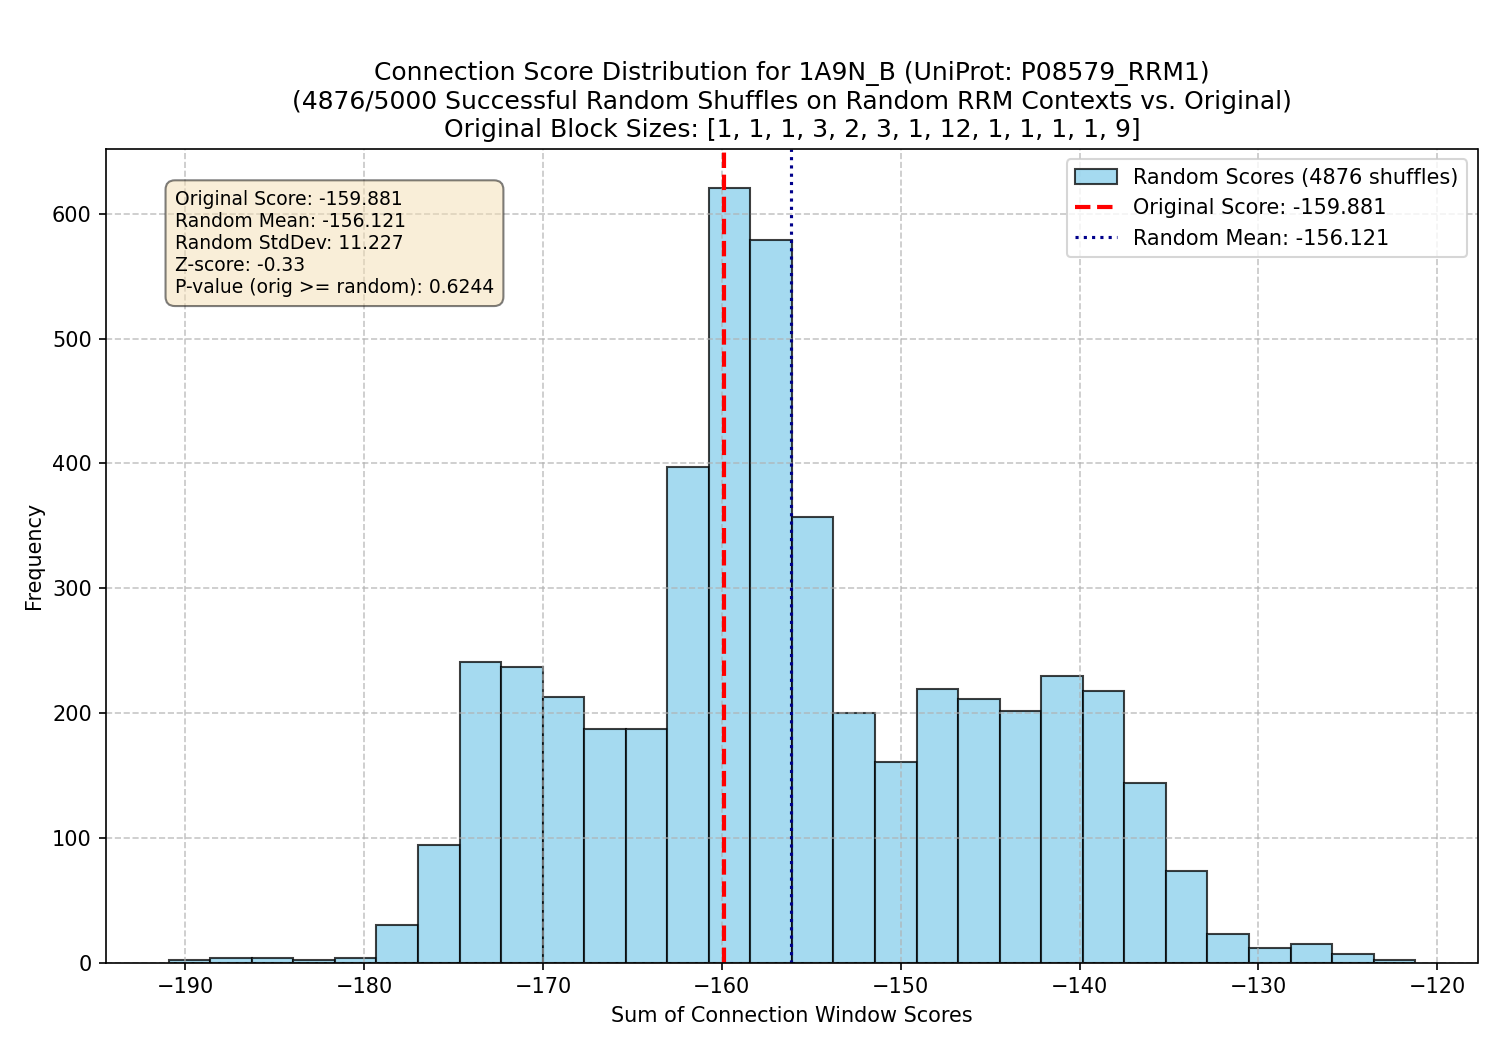 Connection Score Distribution for 1A9N_B (UniProt: P08579_RRM1)
(4876/5000 Successful Random Shuffles on Random RRM Contexts vs. Original)
Original Block Sizes: [1, 1, 1, 3, 2, 3, 1, 12, 1, 1, 1, 1, 9]
Original Score: -159.881
Random Mean: -156.121
Random StdDev: 11.227
Z-score: -0.33
P-value (orig >= random): 0.6244
Random Scores (4876 shuffles)
Original Score: -159.881
Random Mean: -156.121
Frequency
600
500
400
300
200
100
0
−190
−180
−170
−160
−150
−140
−130
−120
Sum of Connection Window Scores